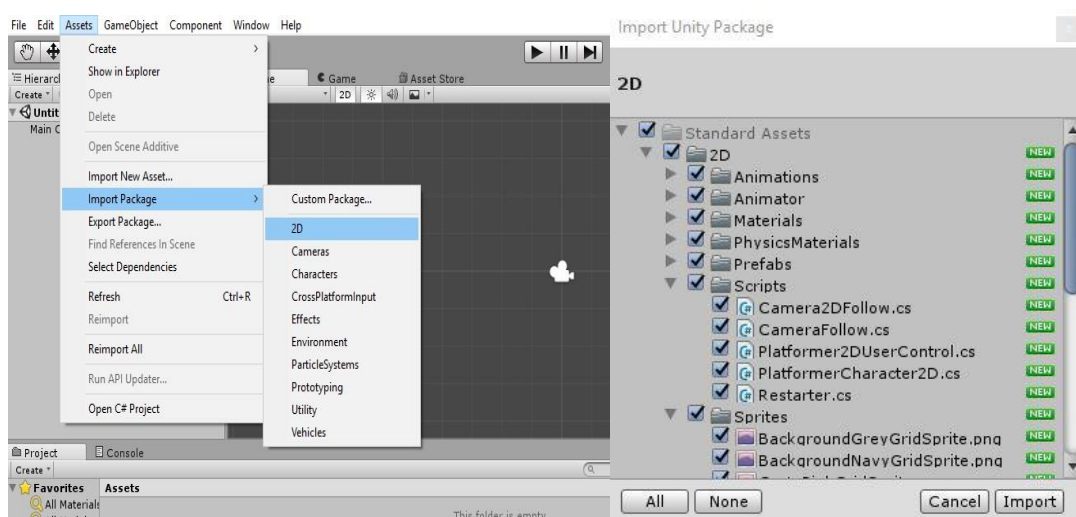 File Edit Assets GameObject Component Window Help
Create
Show in Explorer
Open
Delete
Open Scene Additive
Import New Asset...
Import Package
Export Package...
Find References In Scene
Select Dependencies
Refresh Ctrl+R
Reimport
Reimport All
Run API Updater...
Open C# Project
Custom Package...
2D
Cameras
Characters
CrossPlatformInput
Effects
Environment
ParticleSystems
Prototyping
Utility
Vehicles
Hierarc
Create
Untit
Main C
Game Asset Store
2D
Project Console
Create
Favorites Assets
All Materials
This folder is empty
Import Unity Package
2D
Standard Assets
2D NEW
Animations NEW
Animator NEW
Materials NEW
PhysicsMaterials NEW
Prefabs NEW
Scripts NEW
Camera2DFollow.cs NEW
CameraFollow.cs NEW
Platformer2DUserControl.cs NEW
PlatformerCharacter2D.cs NEW
Restarter.cs NEW
Sprites NEW
BackgroundGreyGridSprite.png NEW
BackgroundNavyGridSprite.png NEW
All None Cancel Import